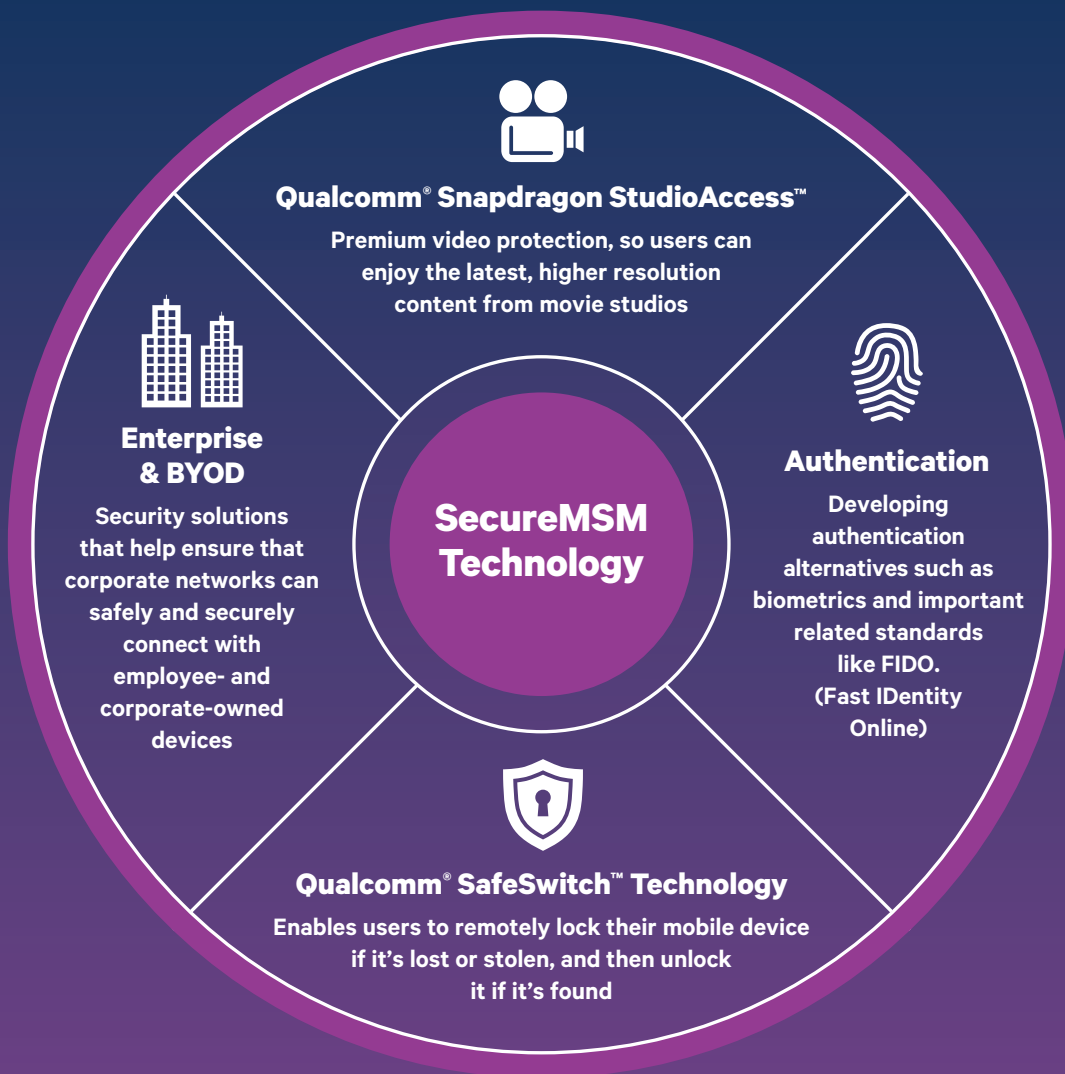 Qualcomm® Snapdragon StudioAccess™
Premium video protection, so users can
enjoy the latest, higher resolution
content from movie studios
Enterprise
& BYOD
Security solutions
that help ensure that
corporate networks can
safely and securely
connect with
employee- and
corporate-owned
devices
SecureMSM
Technology
Authentication
Developing
authentication
alternatives such as
biometrics and important
related standards
like FIDO.
(Fast IDentity
Online)
Qualcomm® SafeSwitch™ Technology
Enables users to remotely lock their mobile device
if it’s lost or stolen, and then unlock
it if it’s found